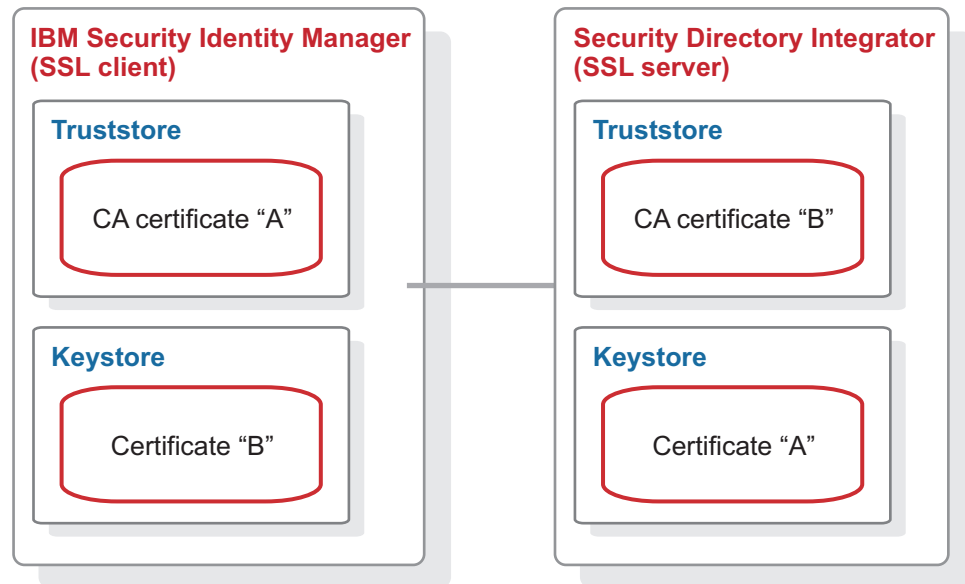 IBM Security Identity Manager
(SSL client)
Truststore
CA certificate “A”
Keystore
Certificate “B”
Security Directory Integrator
(SSL server)
Truststore
CA certificate “B”
Keystore
Certificate “A”